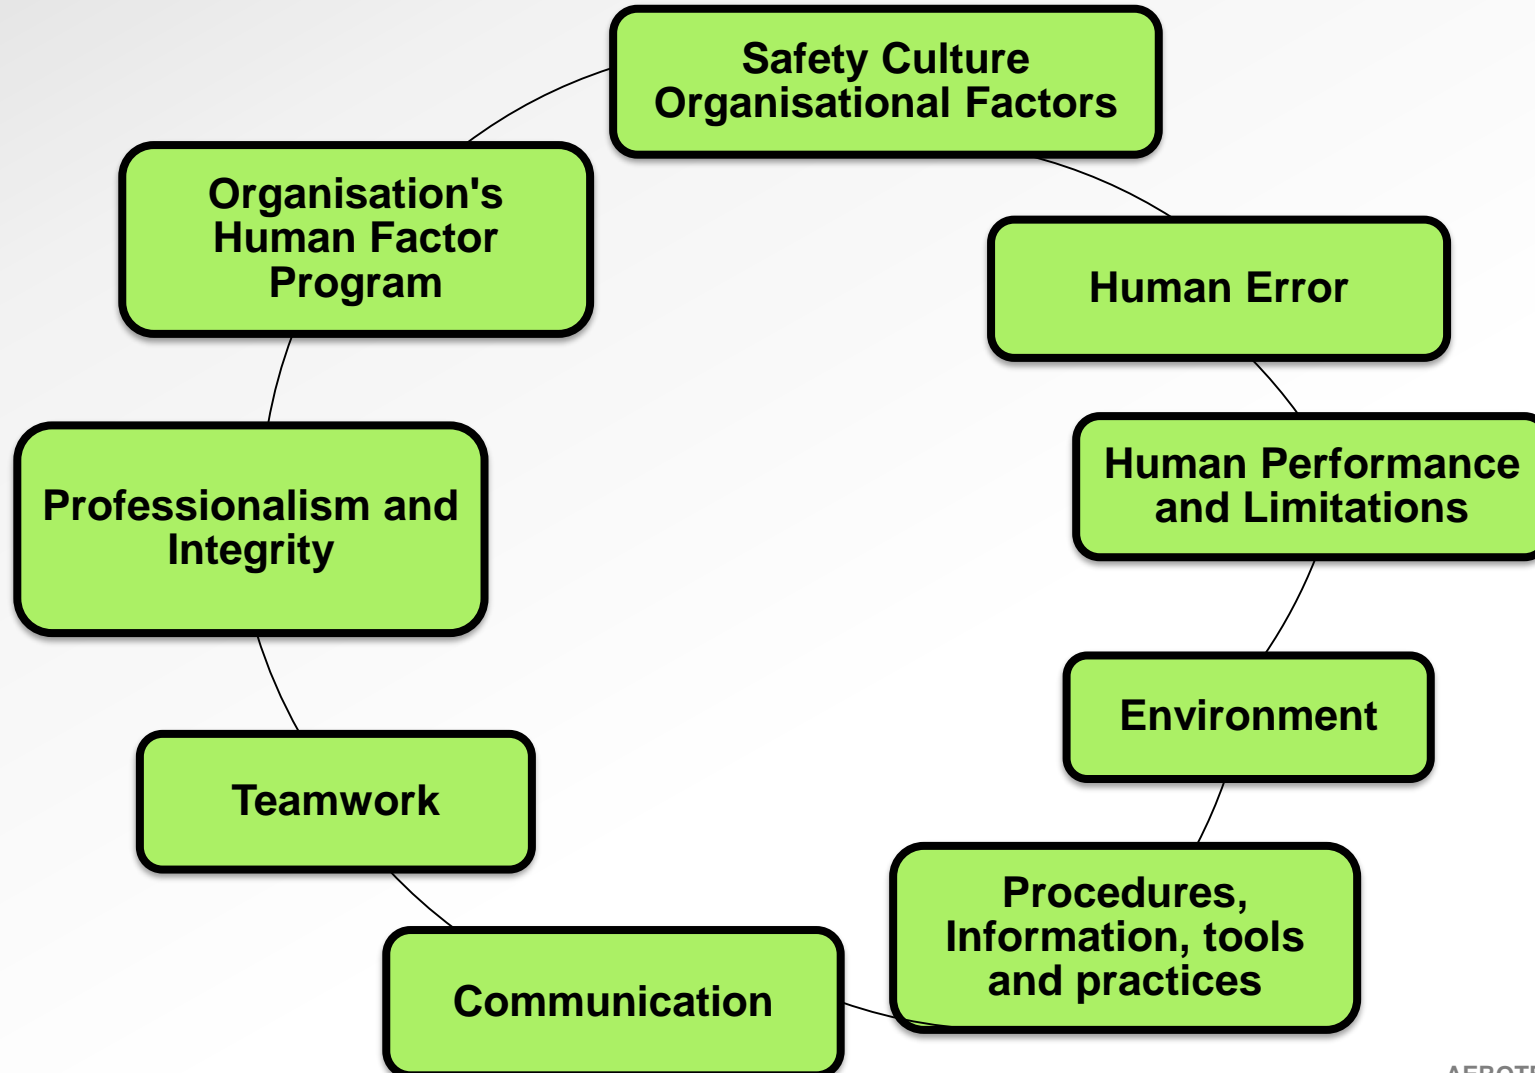 Safety Culture
Organisational Factors
Organisation's
Human Factor
Program
Human Error
Human Performance
and Limitations
Professionalism and
Integrity
Environment
Teamwork
Procedures,
Information, tools
and practices
Communication